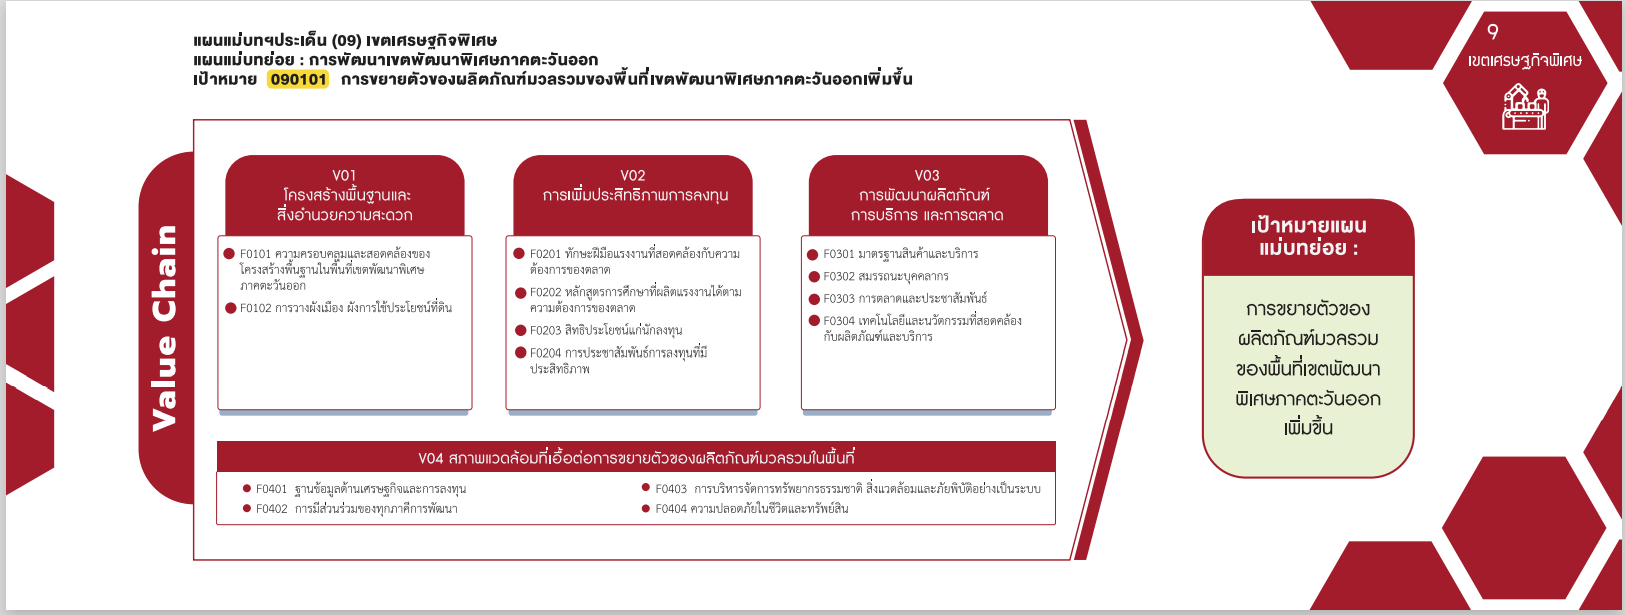 แผนแม่บทฯประเด็น (09) เขตเศรษฐกิจพิเศษ
แผนแม่บทย่อย : การพัฒนาเขตพัฒนาพิเศษภาคตะวันออก
เป้าหมาย 090101 การขยายตัวของผลิตภัณฑ์มวลรวมของพื้นที่เขตพัฒนาพิเศษภาคตะวันออกเพิ่มขึ้น
๙
เขตเศรษฐกิจพิเศษ
Value Chain
V01
โครงสร้างพื้นฐานและ
สิ่งอำนวยความสะดวก
F0101 ความครอบคลุมและสอดคล้องของ
โครงสร้างพื้นฐานในพื้นที่เขตพัฒนาพิเศษ
ภาคตะวันออก
F0102 การวางผังเมือง ผังการใช้ประโยชน์ที่ดิน
V02
การเพิ่มประสิทธิภาพการลงทุน
F0201 ทักษะฝีมือแรงงานที่สอดคล้องกับความ
ต้องการของตลาด
F0202 หลักสูตรการศึกษาที่ผลิตแรงงานได้ตาม
ความต้องการของตลาด
F0203 สิทธิประโยชน์แก่นักลงทุน
F0204 การประชาสัมพันธ์การลงทุนที่มี
ประสิทธิภาพ
V03
การพัฒนาผลิตภัณฑ์
การบริการ และการตลาด
F0301 มาตรฐานสินค้าและบริการ
F0302 สมรรถนะบุคคลากร
F0303 การตลาดและประชาสัมพันธ์
F0304 เทคโนโลยีและนวัตกรรมที่สอดคล้อง
กับผลิตภัณฑ์และบริการ
V04 สภาพแวดล้อมที่เอื้อต่อการขยายตัวของผลิตภัณฑ์มวลรวมในพื้นที่
F0401 ฐานข้อมูลด้านเศรษฐกิจและการลงทุน
F0402 การมีส่วนร่วมของทุกภาคีการพัฒนา
F0403 การบริหารจัดการทรัพยากรธรรมชาติ สิ่งแวดล้อมและภัยพิบัติอย่างเป็นระบบ
F0404 ความปลอดภัยในชีวิตและทรัพย์สิน
เป้าหมายแผน
แม่บทย่อย :
การขยายตัวของ
ผลิตภัณฑ์มวลรวม
ของพื้นที่เขตพัฒนา
พิเศษภาคตะวันออก
เพิ่มขึ้น